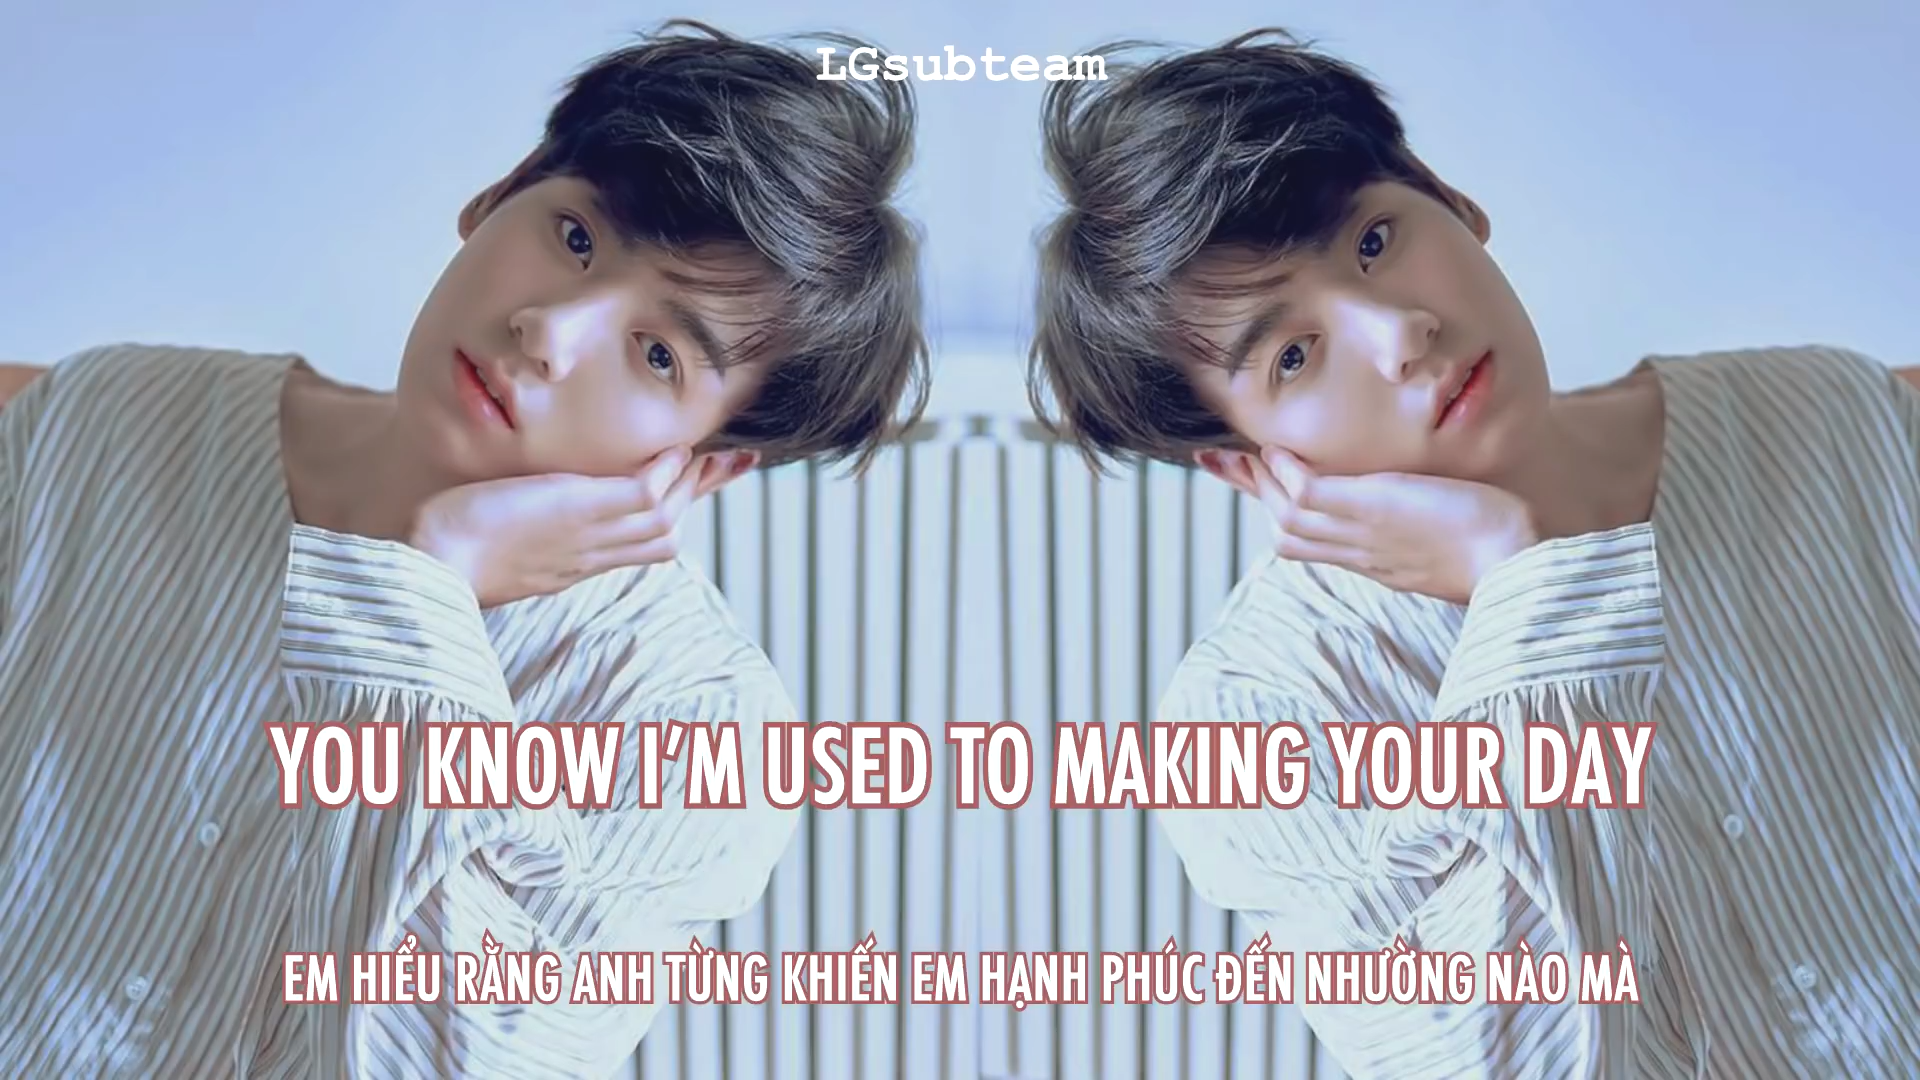 LGsubteam
YOU KNOW I'M USED TO MAKING YOUR DAY
EM HIỂU RẰNG ANH TỪNG KHIẾN EM HẠNH PHÚC ĐẾN NHƯỜNG NÀO MÀ